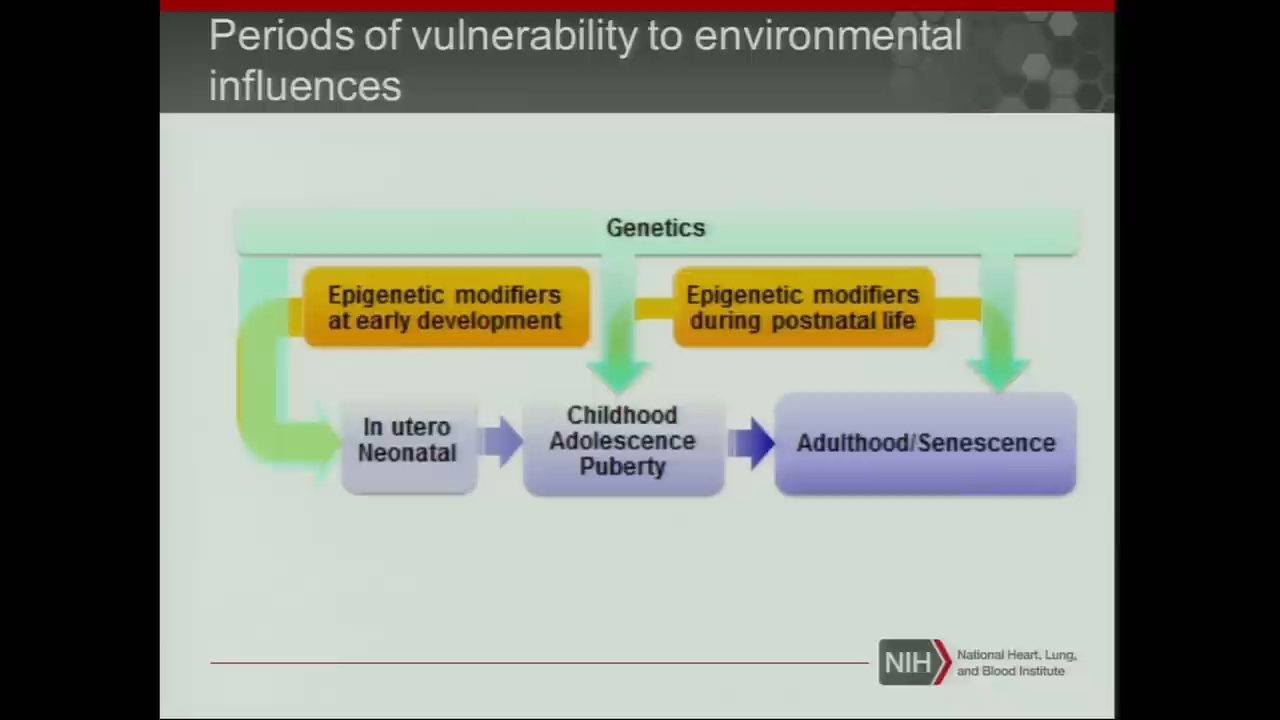 Periods of vulnerability to environmental
influences
Genetics
Epigenetic modifiers
at early development
Epigenetic modifiers
during postnatal life
In utero
Neonatal
Childhood
Adolescence
Puberty
Adulthood/Senescence
NIH
National Heart, Lung,
and Blood Institute